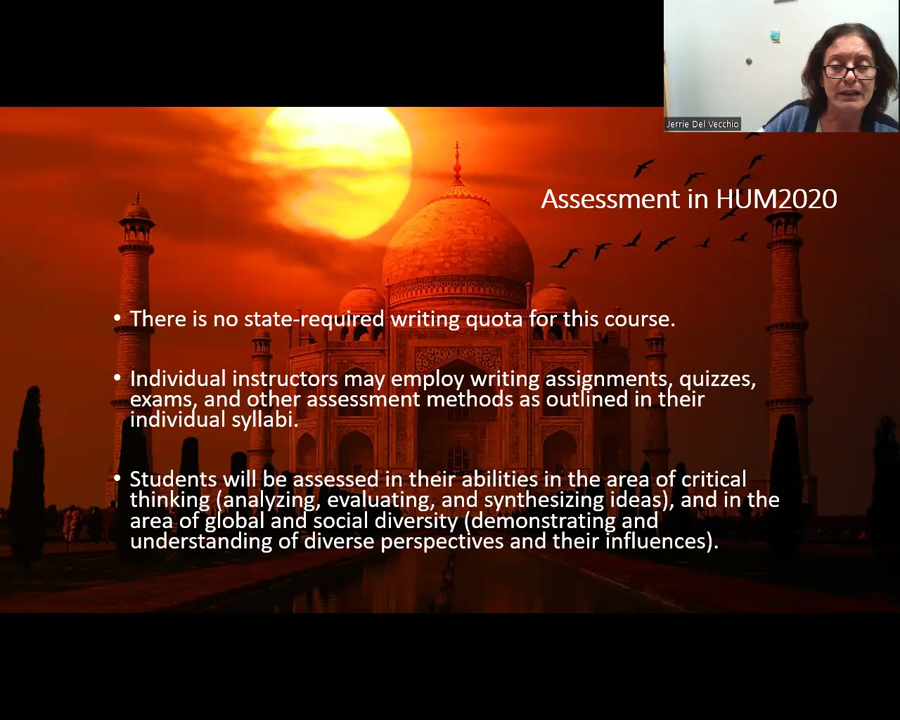 Jerrie Del Vecchio
Assessment in HUM2020
• There is no state-required writing quota for this course.
• Individual instructors may employ writing assignments, quizzes,
exams, and other assessment methods as outlined in their
individual syllabi.
• Students will be assessed in their abilities in the area of critical
thinking (analyzing, evaluating, and synthesizing ideas), and in the
area of global and social diversity (demonstrating and
understanding of diverse perspectives and their influences).